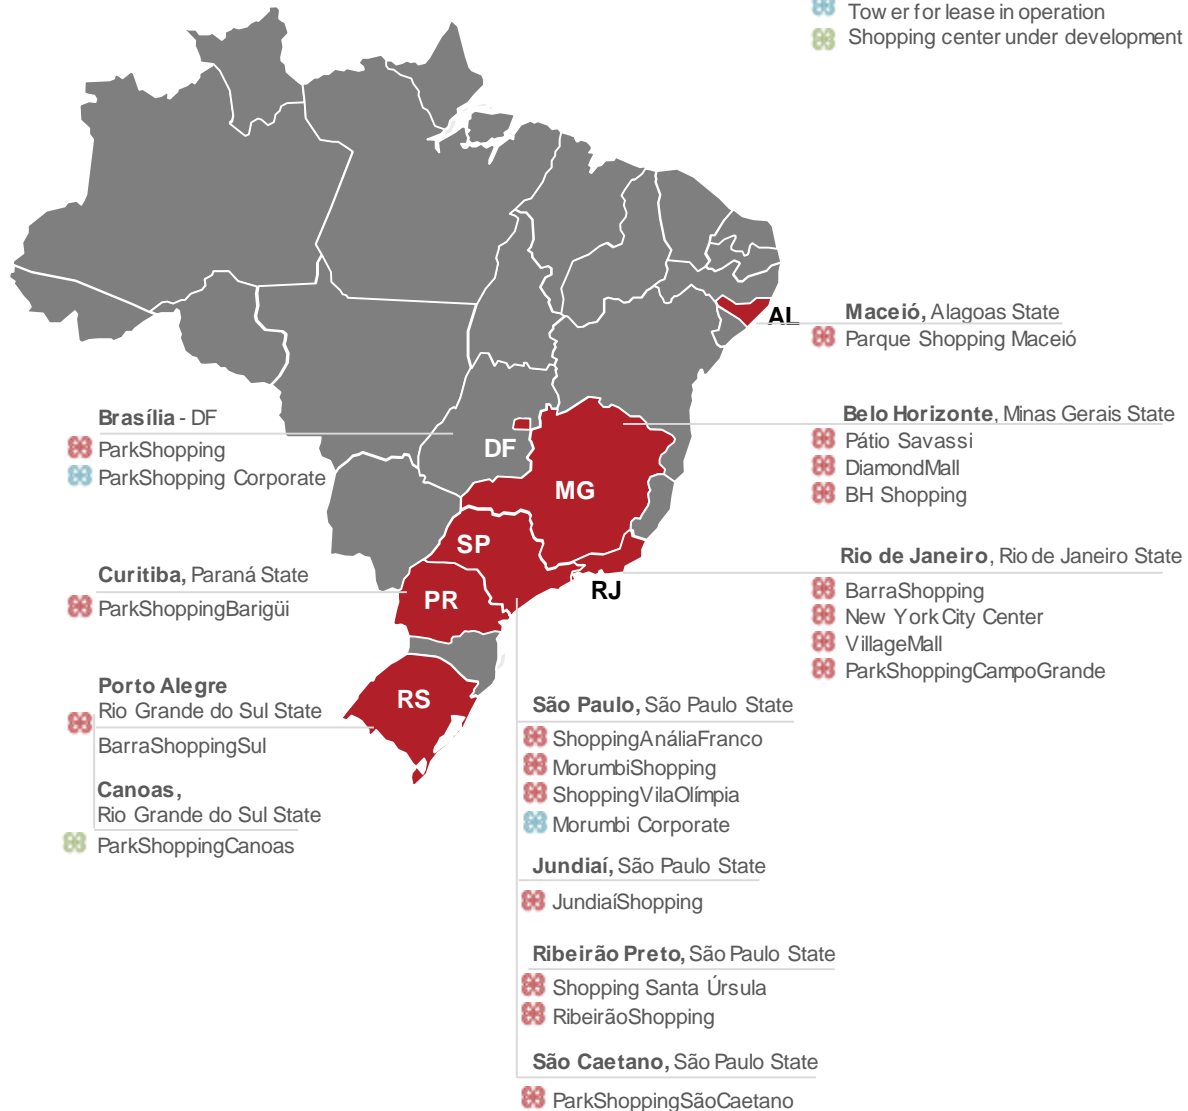 Tower for lease in operation
Shopping center under development
AL
Maceió, Alagoas State
Parque Shopping Maceió
Brasília - DF
ParkShopping
ParkShopping Corporate
DF
Belo Horizonte, Minas Gerais State
Pátio Savassi
DiamondMall
BH Shopping
MG
SP
Rio de Janeiro, Rio de Janeiro State
BarraShopping
New York City Center
VillageMall
ParkShoppingCampoGrande
RJ
Curitiba, Paraná State
ParkShoppingBarigüi
PR
Porto Alegre
Rio Grande do Sul State
BarraShoppingSul
RS
Canoas,
Rio Grande do Sul State
ParkShoppingCanoas
São Paulo, São Paulo State
ShoppingAnáliaFranco
MorumbiShopping
ShoppingVilaOlímpia
Morumbi Corporate
Jundiaí, São Paulo State
JundiaíShopping
Ribeirão Preto, São Paulo State
Shopping Santa Úrsula
RibeirãoShopping
São Caetano, São Paulo State
ParkShoppingSãoCaetano